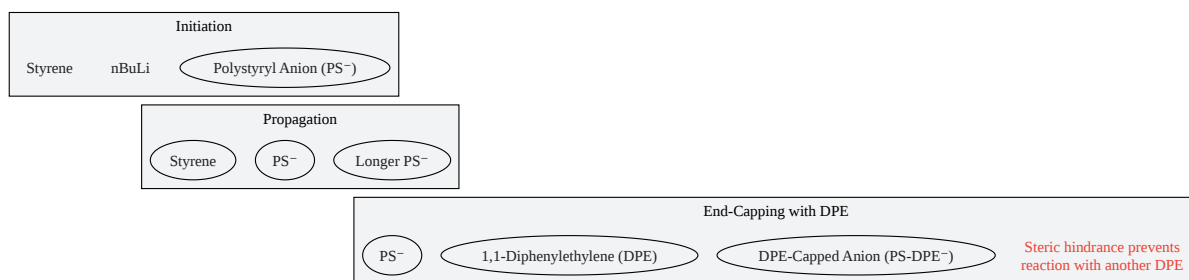 Initiation
Styrene nBuLi Polystyryl Anion (PS⁻)
Propagation
Styrene PS⁻ Longer PS⁻
End-Capping with DPE
PS⁻ 1,1-Diphenylethylene (DPE) DPE-Capped Anion (PS-DPE⁻)
Steric hindrance prevents
reaction with another DPE